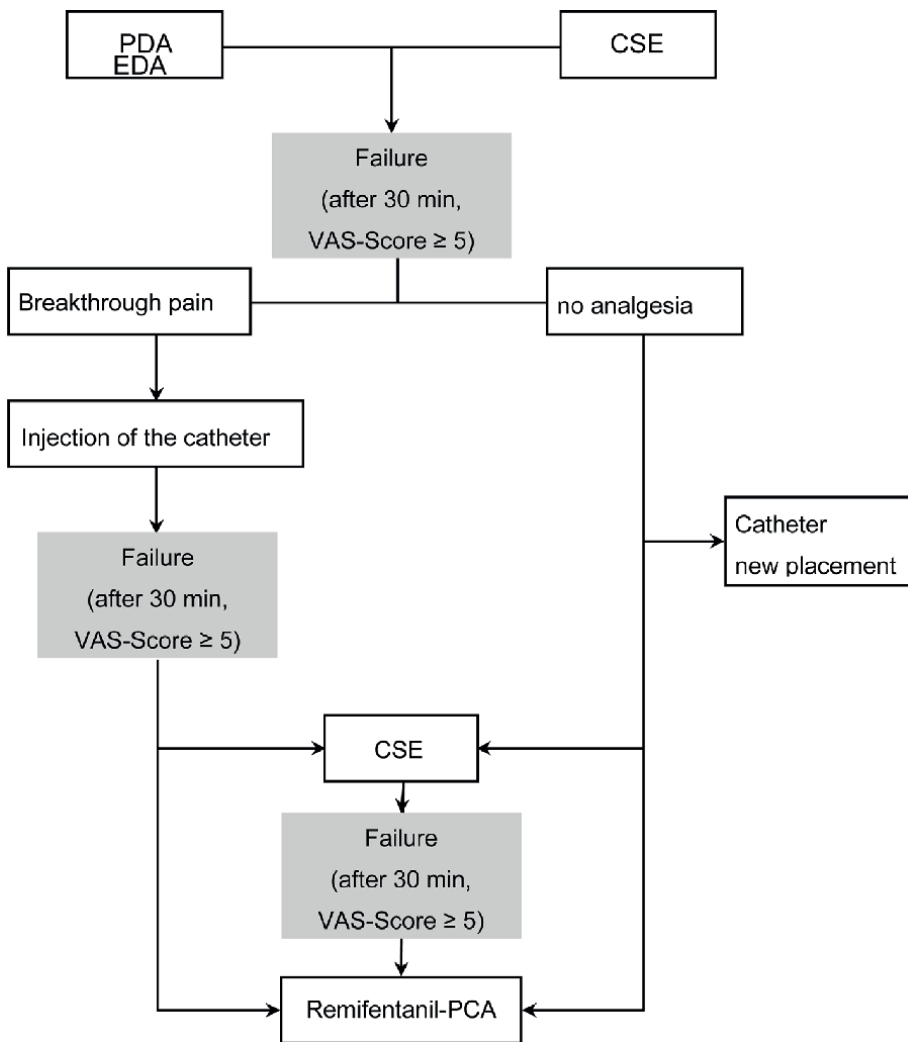 PDA
EDA
CSE
Failure
(after 30 min,
VAS-Score ≥ 5)
Breakthrough pain
no analgesia
Injection of the catheter
Catheter
new placement
Failure
(after 30 min,
VAS-Score ≥ 5)
CSE
Failure
(after 30 min,
VAS-Score ≥ 5)
Remifentanil-PCA